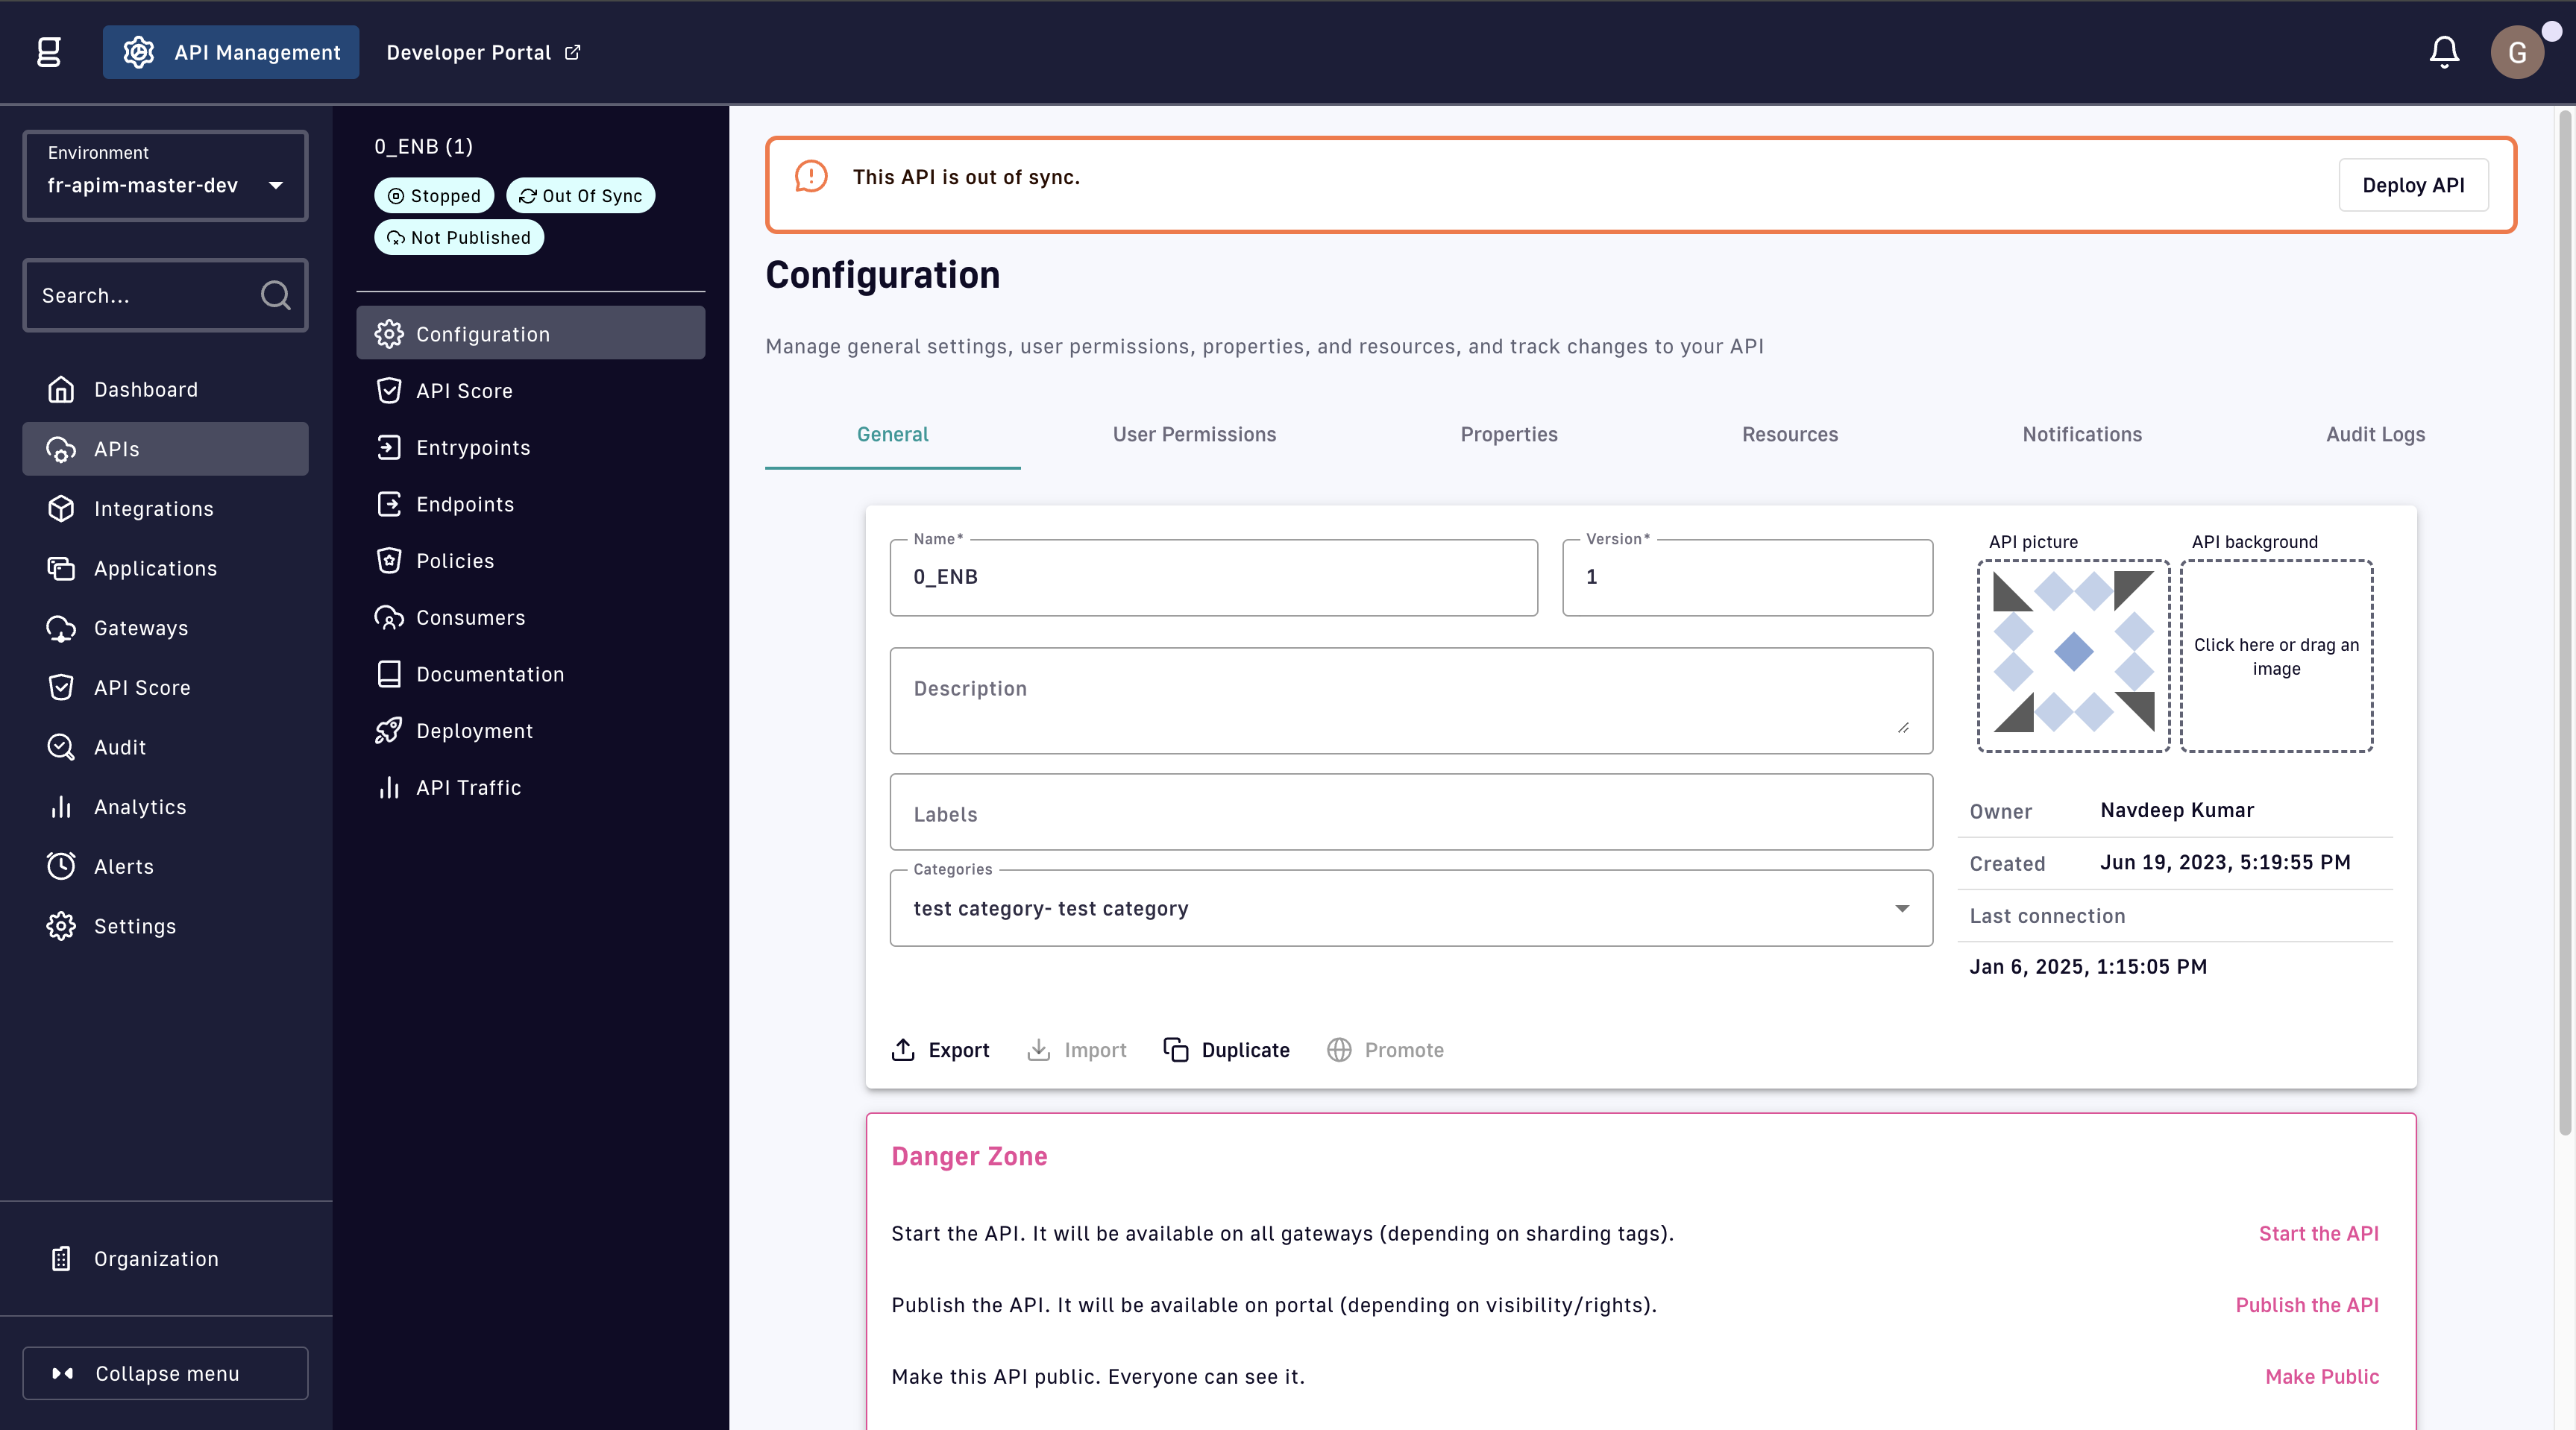 g API Management Developer Portal G
Environment
fr-apim-master-dev
Search...
Dashboard
APIs
Integrations
Applications
Gateways
API Score
Audit
Analytics
Alerts
Settings
Organization
Collapse menu
0_ENB (1)
Stopped Out Of Sync
Not Published
Configuration
API Score
Entrypoints
Endpoints
Policies
Consumers
Documentation
Deployment
API Traffic
This API is out of sync. Deploy API
Configuration
Manage general settings, user permissions, properties, and resources, and track changes to your API
General User Permissions Properties Resources Notifications Audit Logs
Name* Version*
0_ENB 1
Description
Labels
Categories
test category- test category
API picture API background
Click here or drag an
image
Owner Navdeep Kumar
Created Jun 19, 2023, 5:19:55 PM
Last connection
Jan 6, 2025, 1:15:05 PM
Export Import Duplicate Promote
Danger Zone
Start the API. It will be available on all gateways (depending on sharding tags). Start the API
Publish the API. It will be available on portal (depending on visibility/rights). Publish the API
Make this API public. Everyone can see it. Make Public